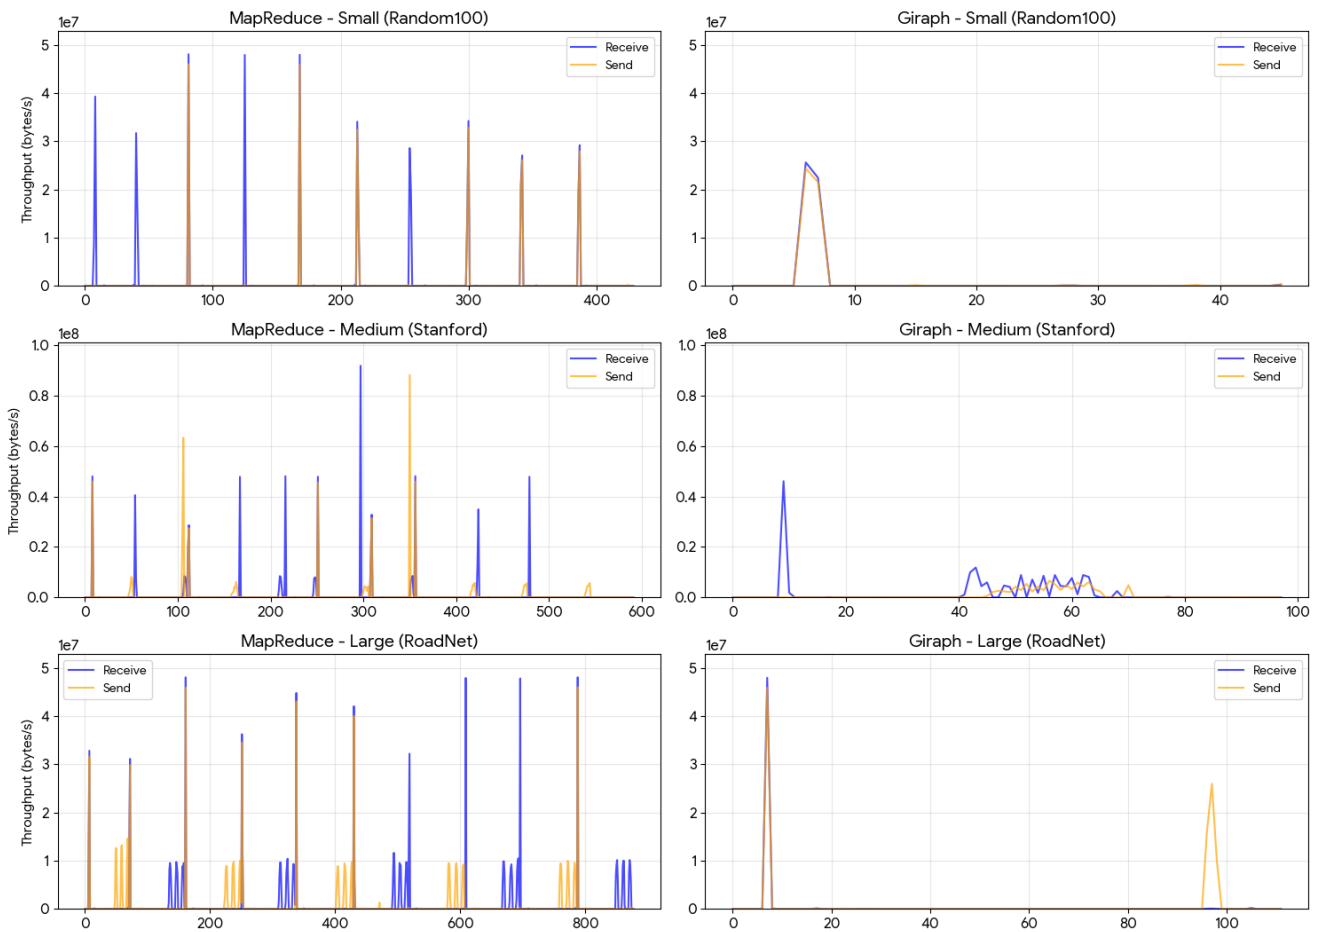 MapReduce - Small (Random100)
1e7
Throughput (bytes/s)
5
4
3
2
1
0
0 100 200 300 400
Receive
Send
Giraph - Small (Random100)
1e7
5
4
3
2
1
0
0 10 20 30 40
Receive
Send
MapReduce - Medium (Stanford)
1e8
Throughput (bytes/s)
1.0
0.8
0.6
0.4
0.2
0.0
0 100 200 300 400 500 600
Receive
Send
Giraph - Medium (Stanford)
1e8
1.0
0.8
0.6
0.4
0.2
0.0
0 20 40 60 80 100
Receive
Send
MapReduce - Large (RoadNet)
1e7
Throughput (bytes/s)
5
4
3
2
1
0
0 200 400 600 800
Receive
Send
Giraph - Large (RoadNet)
1e7
5
4
3
2
1
0
0 20 40 60 80 100
Receive
Send